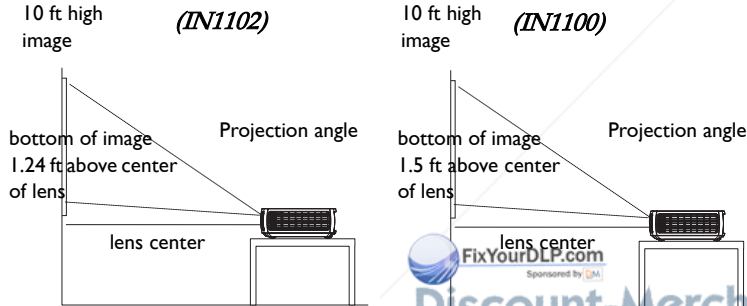 10 ft high
image
(IN1102)
bottom of image
1.24 ft above center
of lens
Projection angle
lens center
10 ft high
image
(IN1100)
bottom of image
1.5 ft above center
of lens
Projection angle
lens center
FixYourDLP.com
Sponsored by DM
Discount-Merch